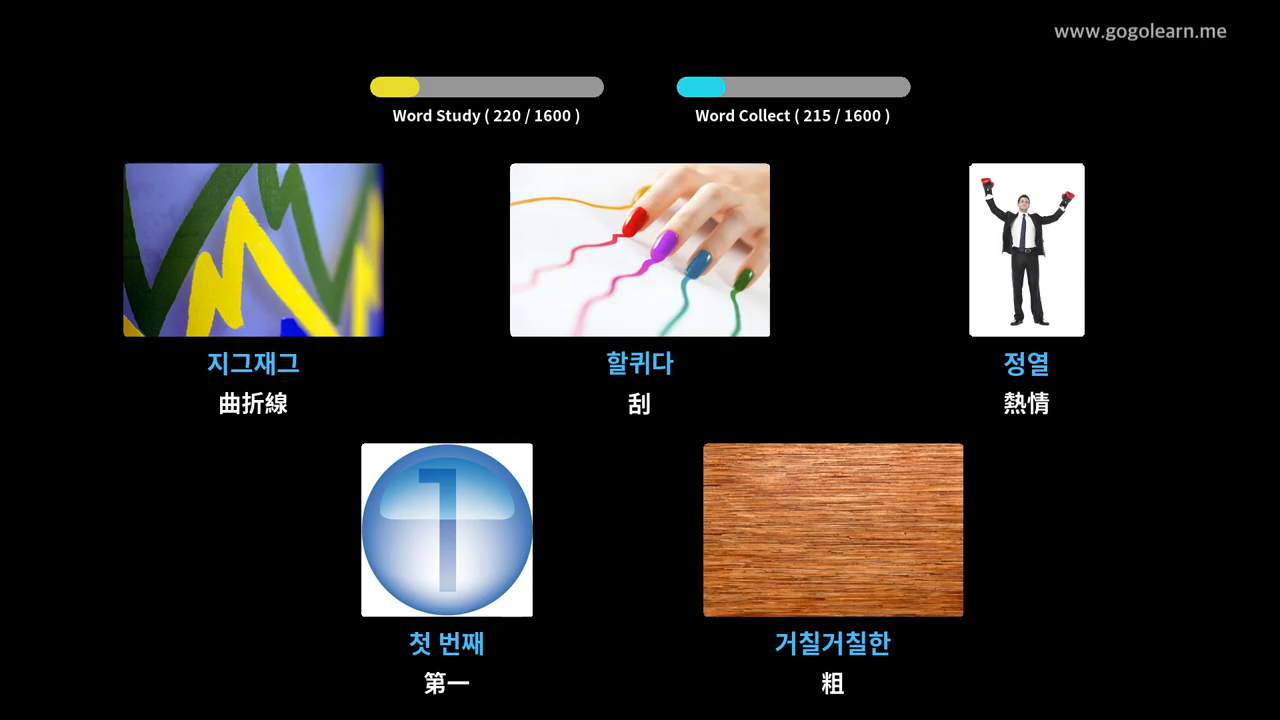 www.gogolearn.me
Word Study ( 220 / 1600 )
Word Collect ( 215 / 1600 )
지그재그
曲折線
할퀴다
刮
정열
熱情
1
첫 번째
第一
거칠거칠한
粗